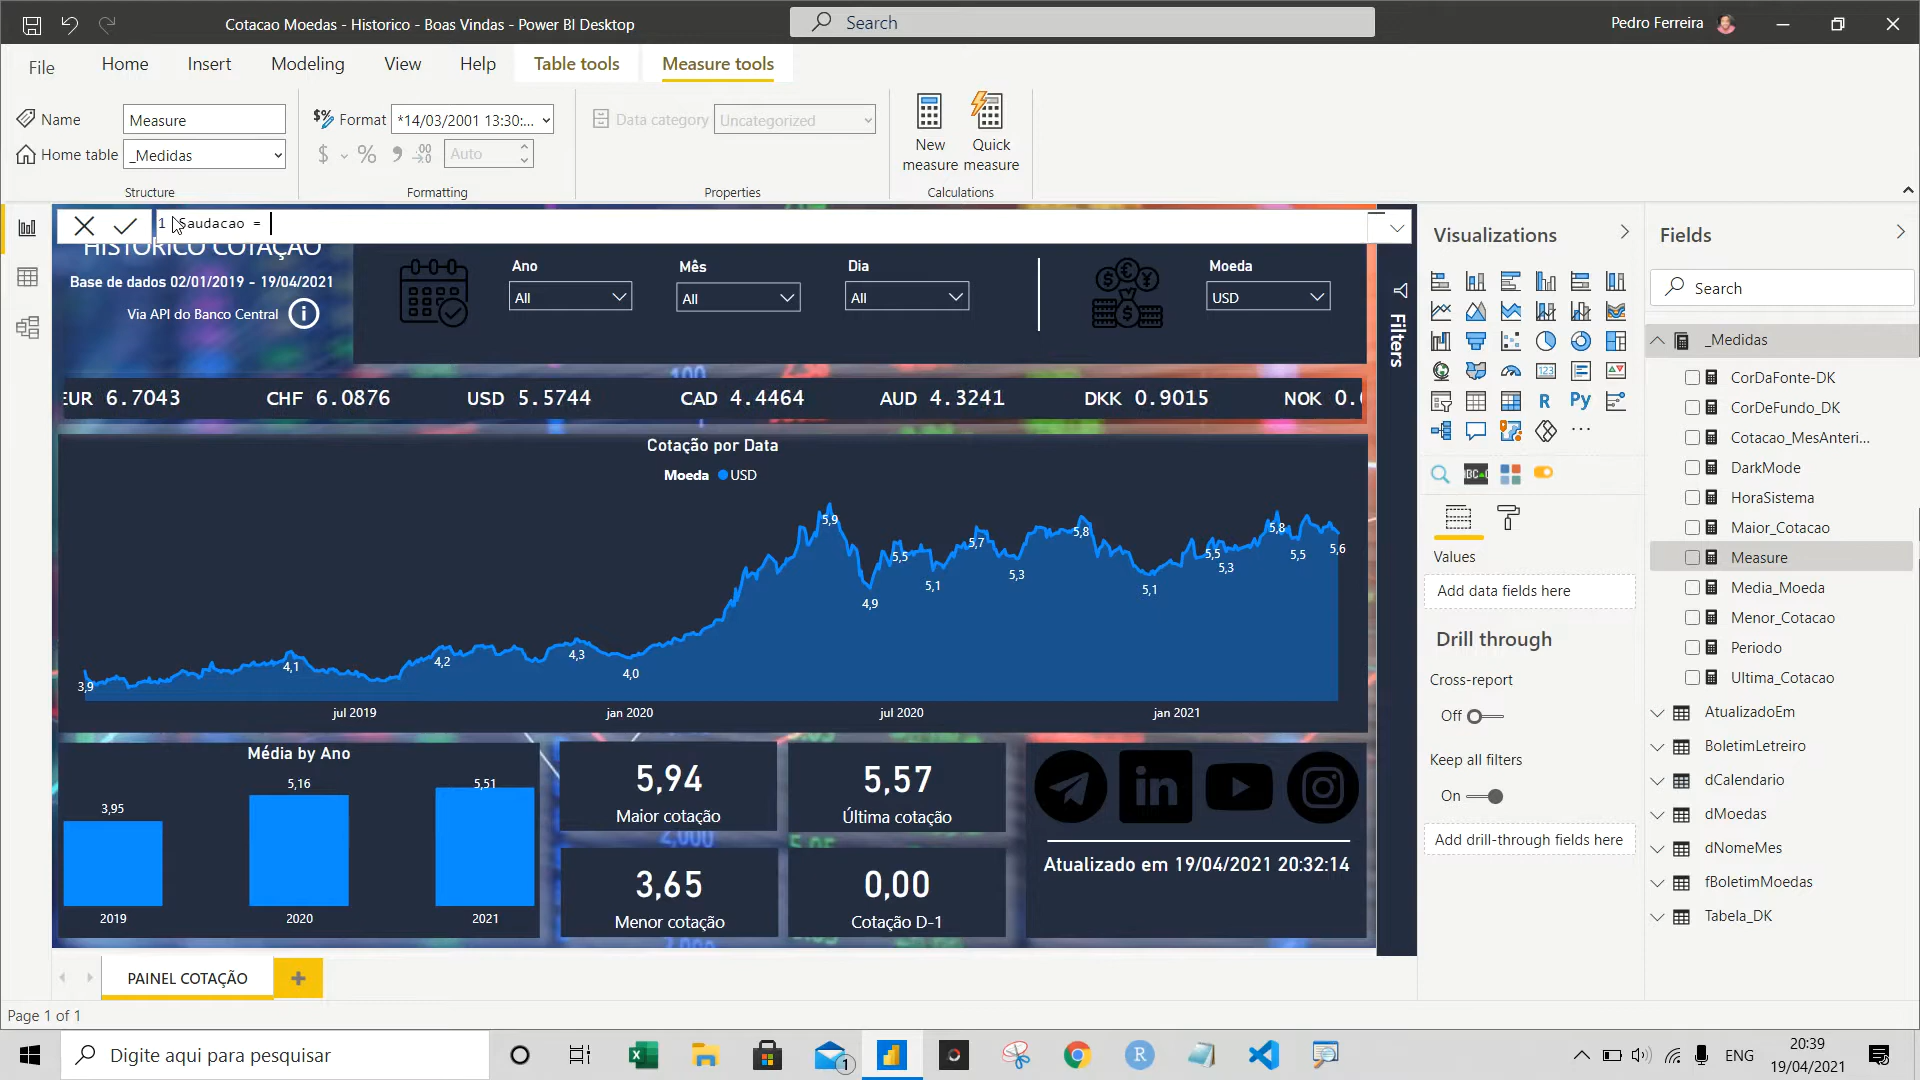 Cotacao Moedas - Historico - Boas Vindas - Power BI Desktop
Search
Pedro Ferreira
File
Home
Insert
Modeling
View
Help
Table tools
Measure tools
Name
Measure
Home table
_Medidas
Structure
Format
*14/03/2001 13:30:...
$
%
Auto
Formatting
Data category
Uncategorized
Properties
New
measure
Quick
measure
Calculations
1 Saudacao =
HISTÓRICO COTAÇÃO
Base de dados 02/01/2019 - 19/04/2021
Via API do Banco Central
Ano
All
Mês
All
Dia
All
Moeda
USD
EUR 6.7043
CHF 6.0876
USD 5.5744
CAD 4.4464
AUD 4.3241
DKK 0.9015
NOK 0.
Cotação por Data
Moeda USD
3,9
4,1
4,2
4,3
4,0
5,9
4,9
5,5
5,1
5,7
5,3
5,8
5,1
5,5
5,3
5,8
5,5
5,6
jul 2019
jan 2020
jul 2020
jan 2021
Média by Ano
3,95
5,16
5,51
2019
2020
2021
5,94
Maior cotação
5,57
Última cotação
3,65
Menor cotação
0,00
Cotação D-1
Atualizado em 19/04/2021 20:32:14
Filters
Visualizations
R
Py
Values
Add data fields here
Drill through
Cross-report
Off
Keep all filters
On
Add drill-through fields here
Fields
Search
_Medidas
CorDaFonte-DK
CorDeFundo_DK
Cotacao_MesAnteri...
DarkMode
HoraSistema
Maior_Cotacao
Measure
Media_Moeda
Menor_Cotacao
Periodo
Ultima_Cotacao
AtualizadoEm
BoletimLetreiro
dCalendario
dMoedas
dNomeMes
fBoletimMoedas
Tabela_DK
PAINEL COTAÇÃO
Page 1 of 1
Digite aqui para pesquisar
1
R
ENG
20:39
19/04/2021